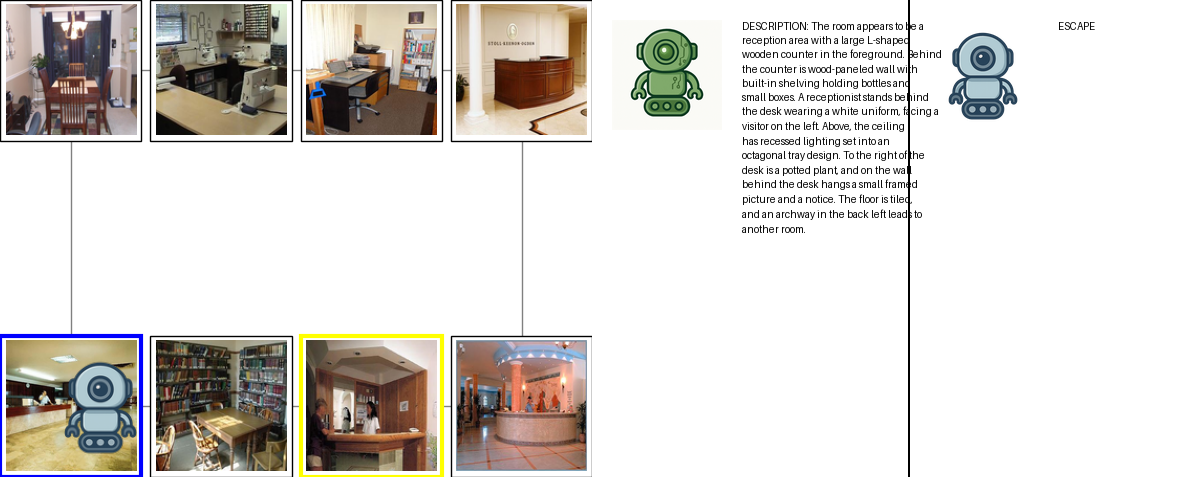 DESCRIPTION: The room appears to be a
reception area with a large L-shaped
wooden counter in the foreground. Behind
the counter is wood-paneled wall with
built-in shelving holding bottles and
small boxes. A receptionist stands behind
the desk wearing a white uniform, facing a
visitor on the left. Above, the ceiling
has recessed lighting set into an
octagonal tray design. To the right of the
desk is a potted plant, and on the wall
behind the desk hangs a small framed
picture and a notice. The floor is tiled,
and an archway in the back left leads to
another room.
ESCAPE